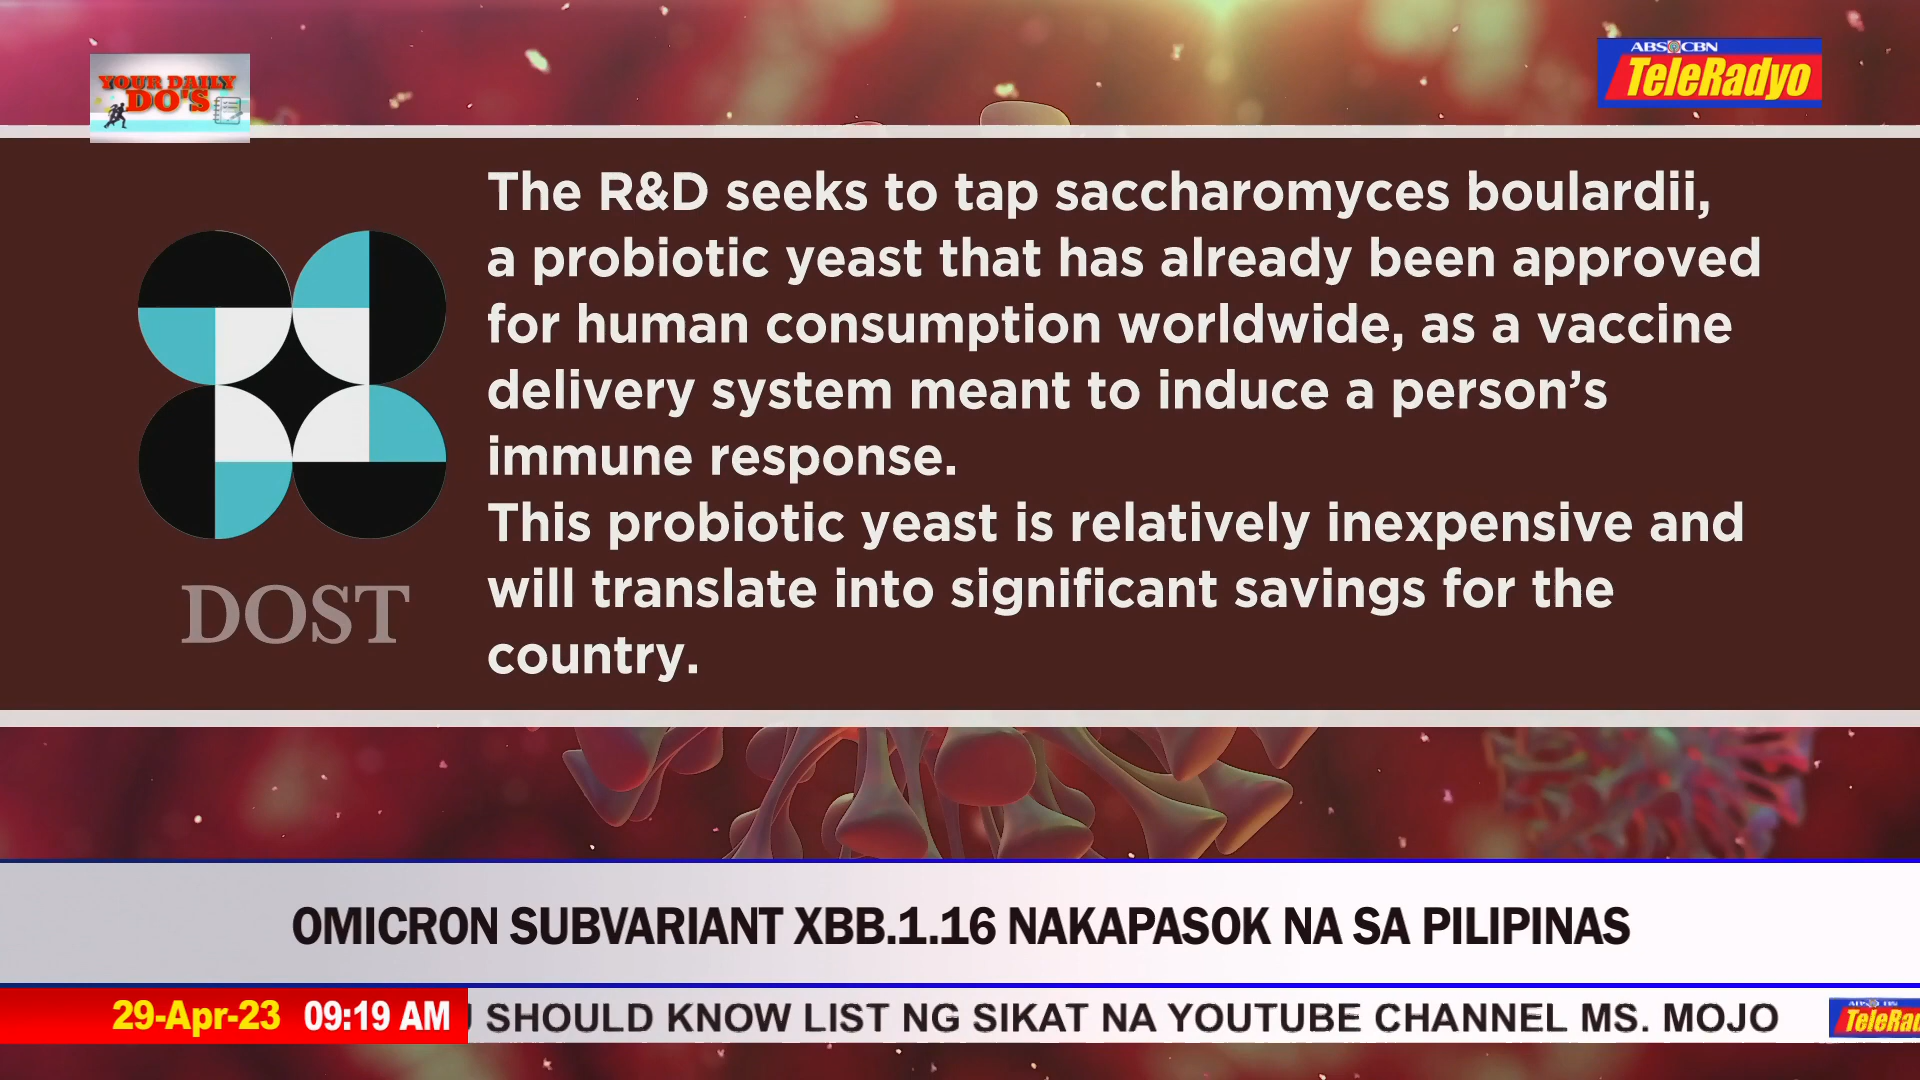 YOUR DAILY
DO'S
ABS-CBN
TeleRadyo
The R&D seeks to tap saccharomyces boulardii,
a probiotic yeast that has already been approved
for human consumption worldwide, as a vaccine
delivery system meant to induce a person’s
immune response.
This probiotic yeast is relatively inexpensive and
will translate into significant savings for the
country.
DOST
OMICRON SUBVARIANT XBB.1.16 NAKAPASOK NA SA PILIPINAS
29-Apr-23 09:19 AM
SHOULD KNOW LIST NG SIKAT NA YOUTUBE CHANNEL MS. MOJO